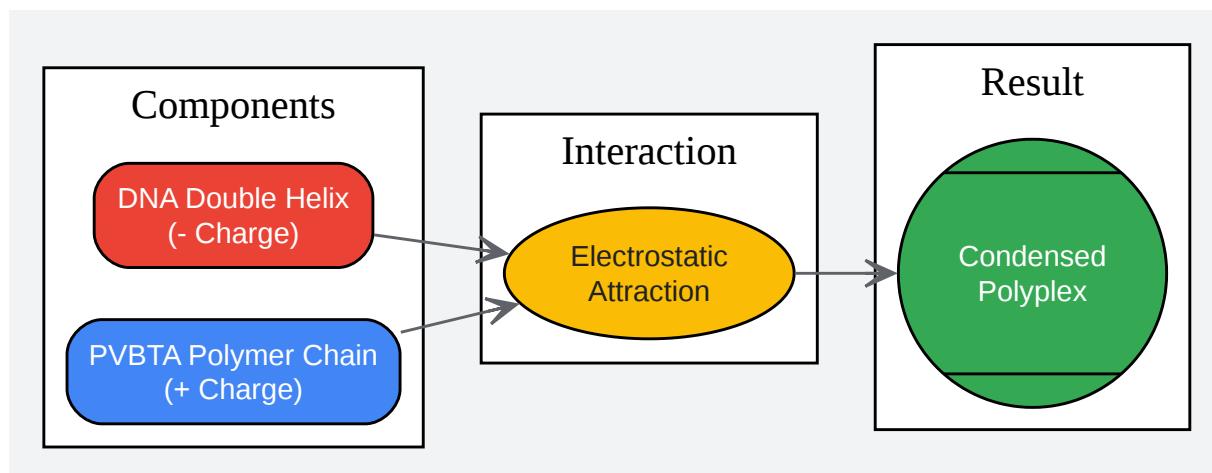 Components
DNA Double Helix
(- Charge)
PVBTA Polymer Chain
(+ Charge)
Interaction
Electrostatic
Attraction
Result
Condensed
Polyplex